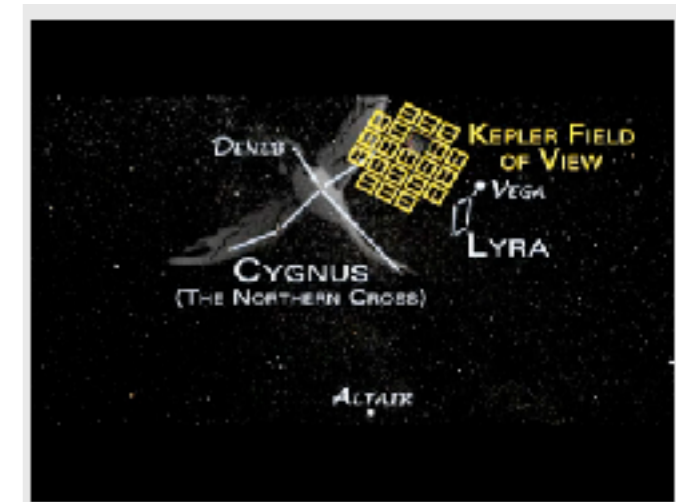 DENEB
KEPLER FIELD
OF VIEW
VEGA
LYRA
CYGNUS
(THE NORTHERN CROSS)
ALTAIR